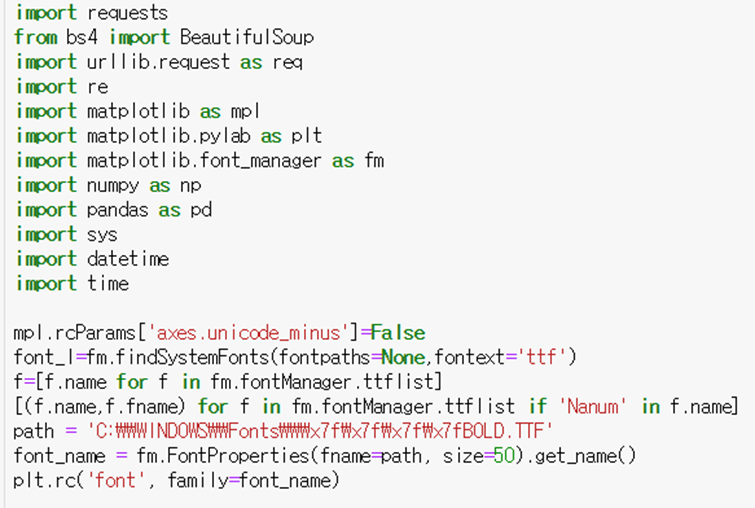 import requests
from bs4 import BeautifulSoup
import urllib.request as req
import re
import matplotlib as mpl
import matplotlib.pylab as plt
import matplotlib.font_manager as fm
import numpy as np
import pandas as pd
import sys
import datetime
import time
mpl.rcParams['axes.unicode_minus']=False
font_l=fm.findSystemFonts(fontpaths=None,fontext='ttf')
f=[f.name for f in fm.fontManager.ttflist]
[(f.name,f.fname) for f in fm.fontManager.ttflist if 'Nanum' in f.name]
path = 'C:₩₩WINDOWS₩₩Fonts₩₩₩x7f₩x7f₩x7f₩x7fBOLD.TTF'
font_name = fm.FontProperties(fname=path, size=50).get_name()
plt.rc('font', family=font_name)